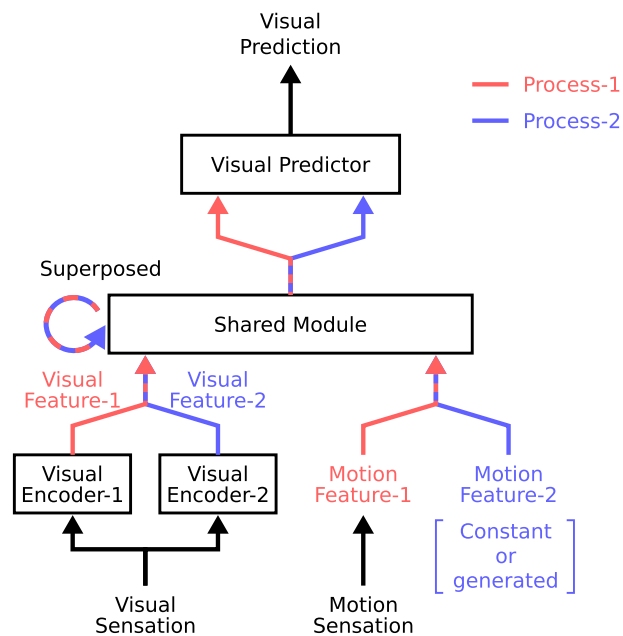 Visual
Prediction
Process-1
Process-2
Visual Predictor
Superposed
Shared Module
Visual
Feature-1
Visual
Feature-2
Visual
Encoder-1
Visual
Encoder-2
Motion
Feature-1
Motion
Feature-2
Constant
or
generated
Visual
Sensation
Motion
Sensation